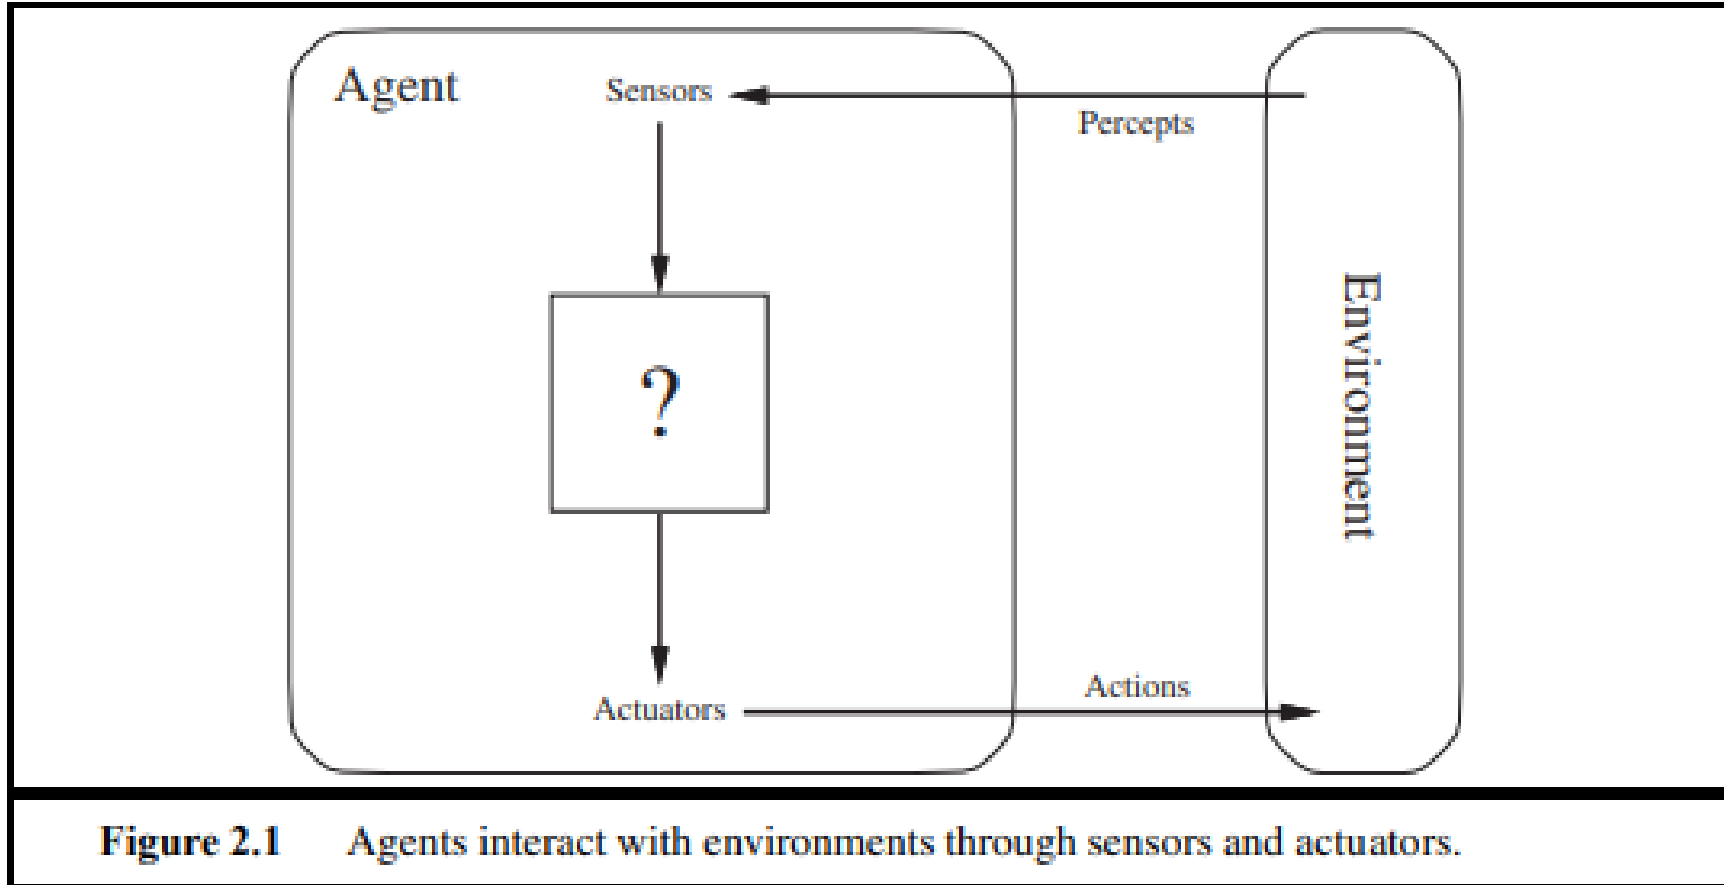 Agent
Sensors
Percepts
?
Environment
Actions
Actuators
Figure 2.1 Agents interact with environments through sensors and actuators.